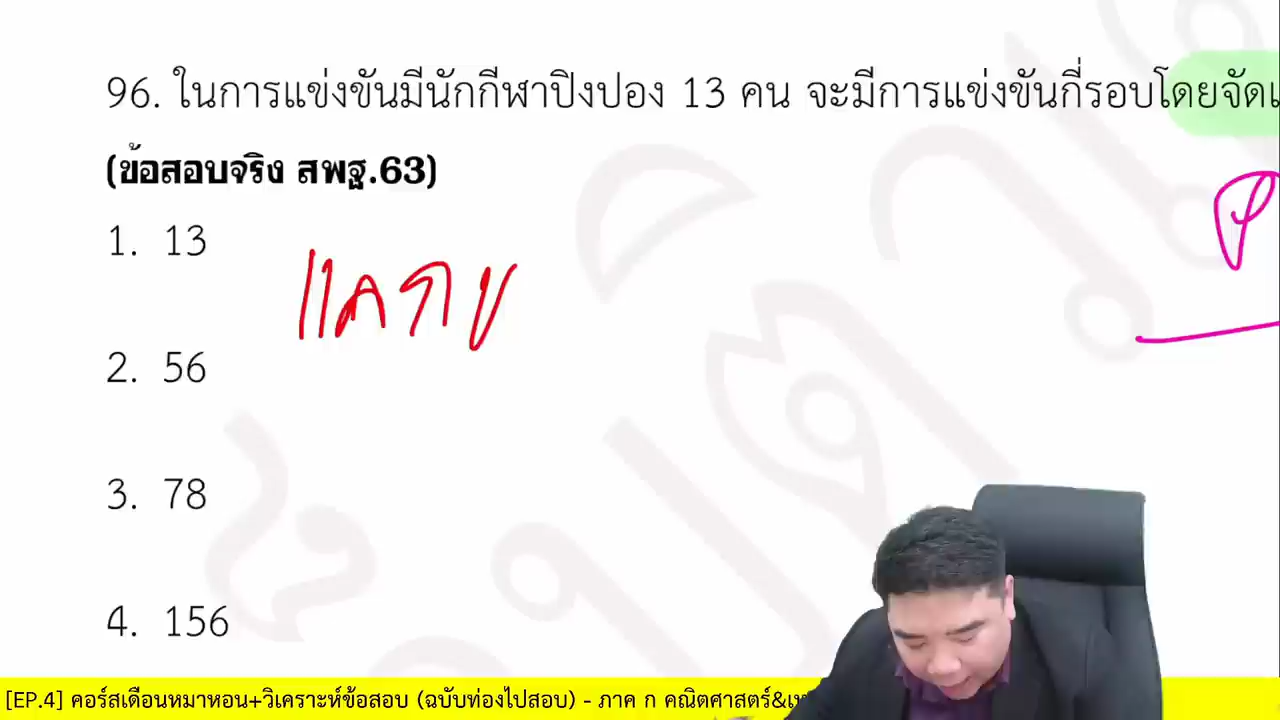 96. ในการแข่งขันมีนักกีฬาปิงปอง 13 คน จะมีการแข่งขันกี่รอบโดยจัด
(ข้อสอบจริง สพฐ.63)
1. 13
2. 56
3. 78
4. 156
[EP.4] คอร์สเดือนหมาหอน+วิเคราะห์ข้อสอบ (ฉบับท่องไปสอบ) - ภาค ก คณิตศาสตร์&